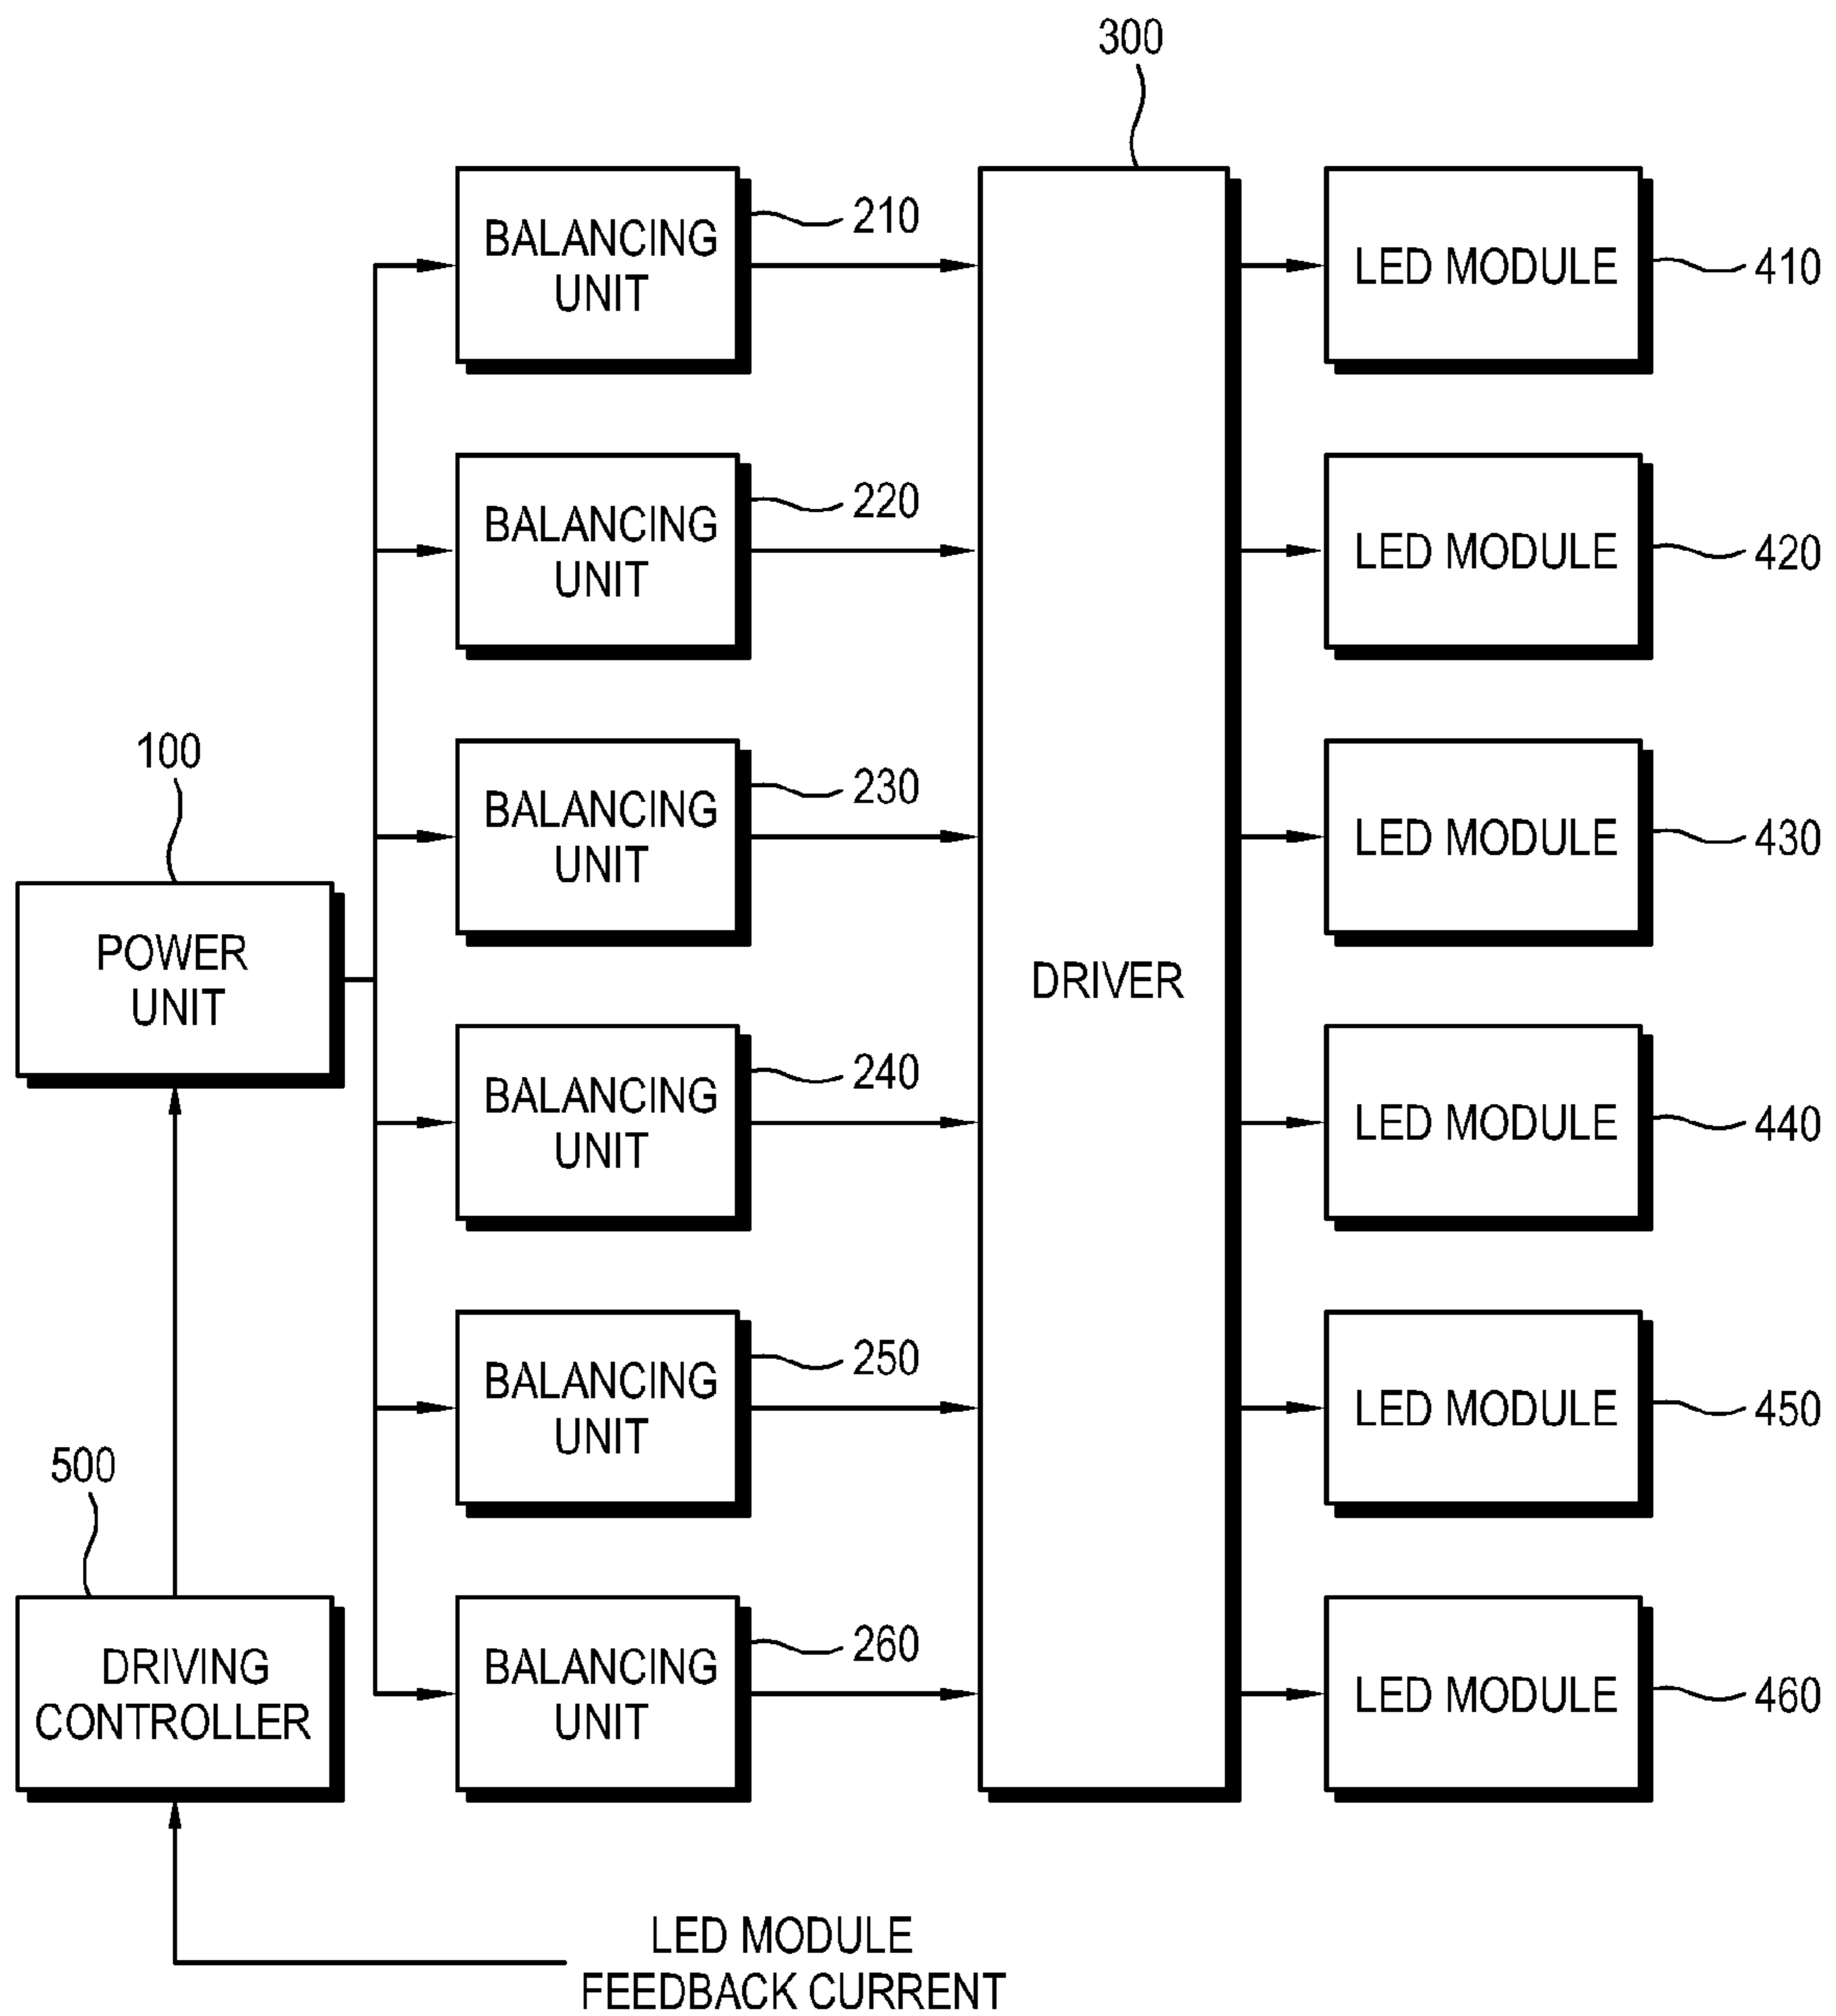 300
BALANCING
UNIT
210
LED MODULE
410
BALANCING
UNIT
220
LED MODULE
420
BALANCING
UNIT
230
LED MODULE
430
100
POWER
UNIT
DRIVER
BALANCING
UNIT
240
LED MODULE
440
BALANCING
UNIT
250
LED MODULE
450
500
DRIVING
CONTROLLER
BALANCING
UNIT
260
LED MODULE
460
LED MODULE
FEEDBACK CURRENT